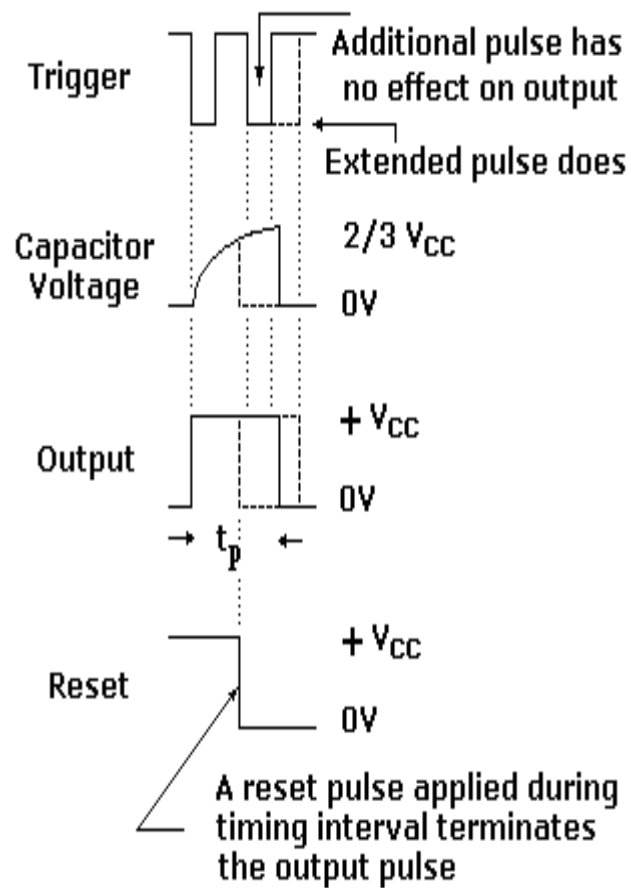 Trigger
Additional pulse has
no effect on output
Extended pulse does
Capacitor
Voltage
2/3 VCC
0V
Output
+ VCC
0V
tp
Reset
+ VCC
0V
A reset pulse applied during
timing interval terminates
the output pulse